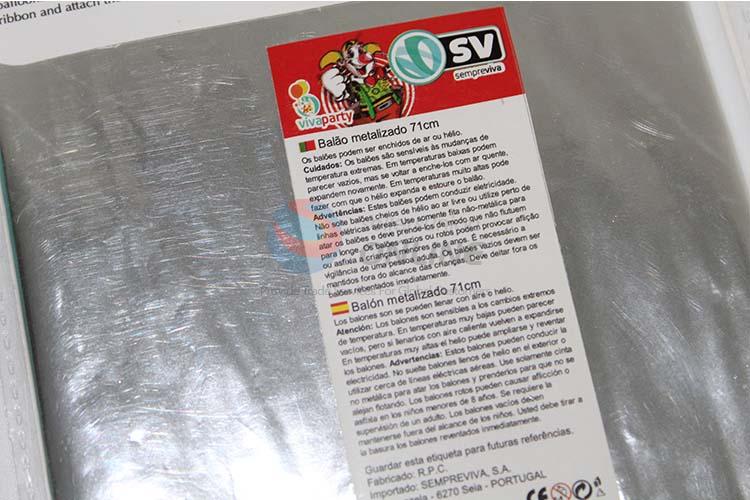 ribbon and attach
SV
sempreviva
vivaparty
Balão metalizado 71cm
Os balões podem ser enchidos de ar ou hélio.
Cuidados: Os balões são sensíveis às mudanças de
temperatura extremas. Em temperaturas baixas podem
parecer vazios, mas se voltar a enche-los com ar quente,
expandem novamente. Em temperaturas muito altas pode
fazer com que o hélio expanda e estoure o balão.
Advertências: Estes balões podem conduzir eletricidade.
Não solte balões cheios de hélio ao ar livre ou utilize perto de
linhas elétricas aéreas. Use somente fita não-metálica para
atar os balões e deve prende-los de modo que não flutuem
para longe. Os balões vazios ou rotos podem provocar aflição
ou asfixia a crianças menores de 8 anos. É necessário a
vigilância de uma pessoa adulta. Os balões vazios devem ser
mantidos fora do alcance das crianças. Deve deitar fora os
balões rebentados imediatamente.
Balón metalizado 71cm
Los balones son se pueden llenar con aire o helio.
Atención: Los balones son sensibles a los cambios extremos
de temperatura. En temperaturas muy bajas pueden parecer
vacíos, pero si llenarlos con aire caliente vuelven a expandirse
En temperaturas muy altas el helio puede ampliarse y reventar
los balones. Advertencias: Estos balones pueden conducir la
electricidad. No suelte balones llenos de helio en el exterior o
utilizar cerca de líneas eléctricas aéreas. Use solamente cinta
no metálica para atar los balones y prenderlos para que no se
alejan flotando. Los balones rotos pueden causar aflicción o
asfixia en los niños menores de 8 años. Se requiere la
supervisión de un adulto. Los balones vacíos deben
mantenerse fuera del alcance de los niños. Usted debe tirar a
la basura los balones reventados inmediatamente.
Guardar esta etiqueta para futuras referências.
Fabricado: R.P.C.
Importado: SEMPREVIVA, S.A.
- 6270 Seia - PORTUGAL
CE